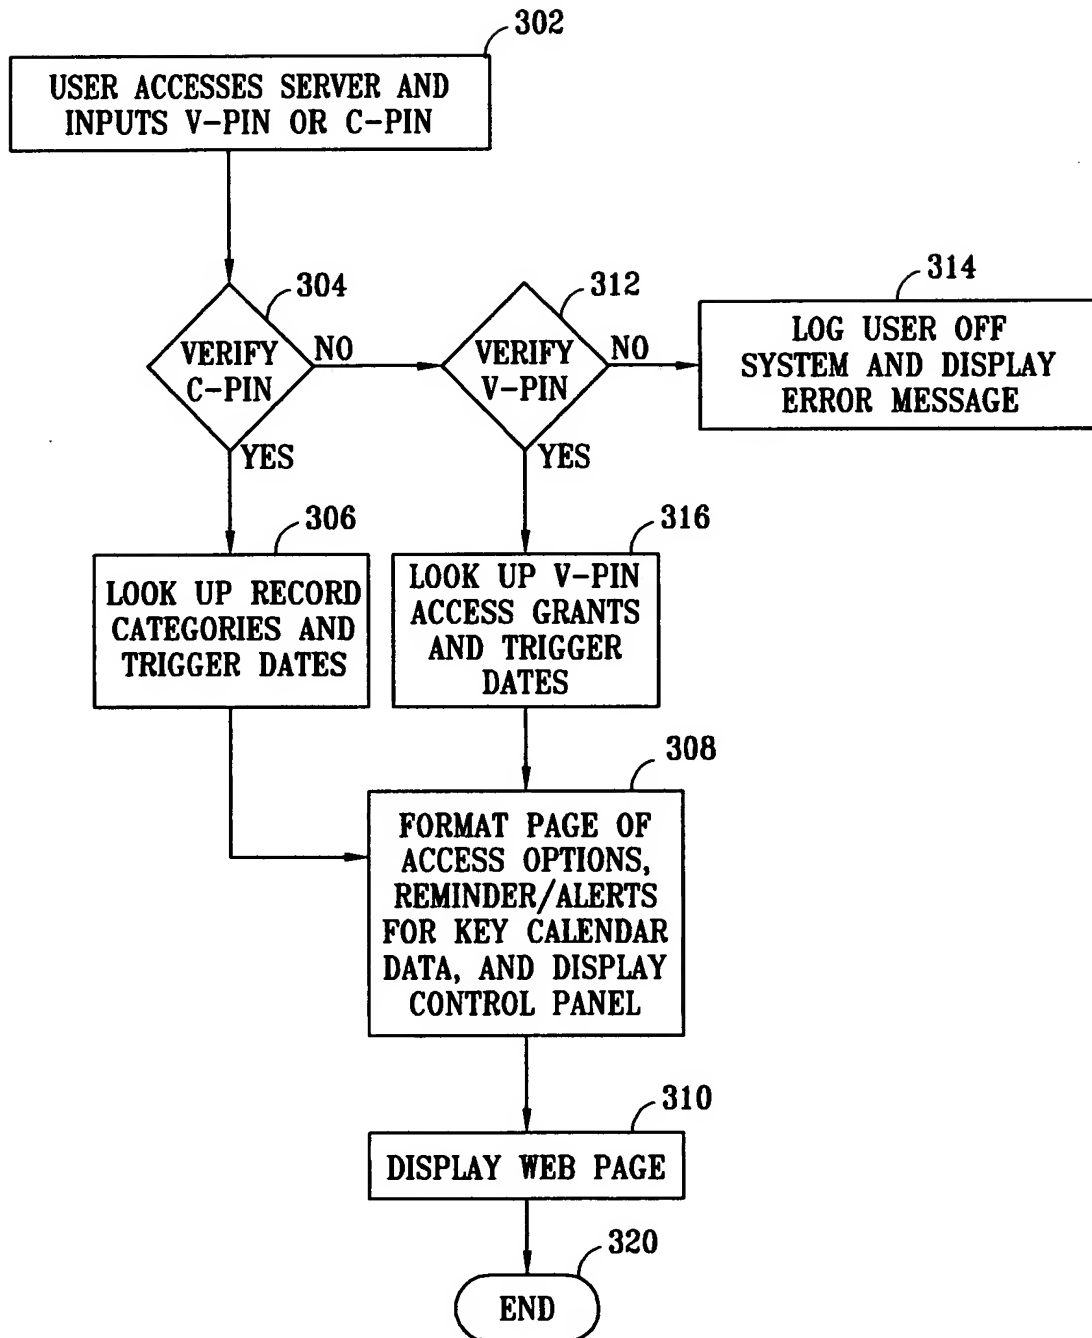 302
USER ACCESSES SERVER AND
INPUTS V-PIN OR C-PIN
304
VERIFY
C-PIN
NO
YES
312
VERIFY
V-PIN
NO
YES
314
LOG USER OFF
SYSTEM AND DISPLAY
ERROR MESSAGE
306
LOOK UP RECORD
CATEGORIES AND
TRIGGER DATES
316
LOOK UP V-PIN
ACCESS GRANTS
AND TRIGGER
DATES
308
FORMAT PAGE OF
ACCESS OPTIONS,
REMINDER/ALERTS
FOR KEY CALENDAR
DATA, AND DISPLAY
CONTROL PANEL
310
DISPLAY WEB PAGE
320
END